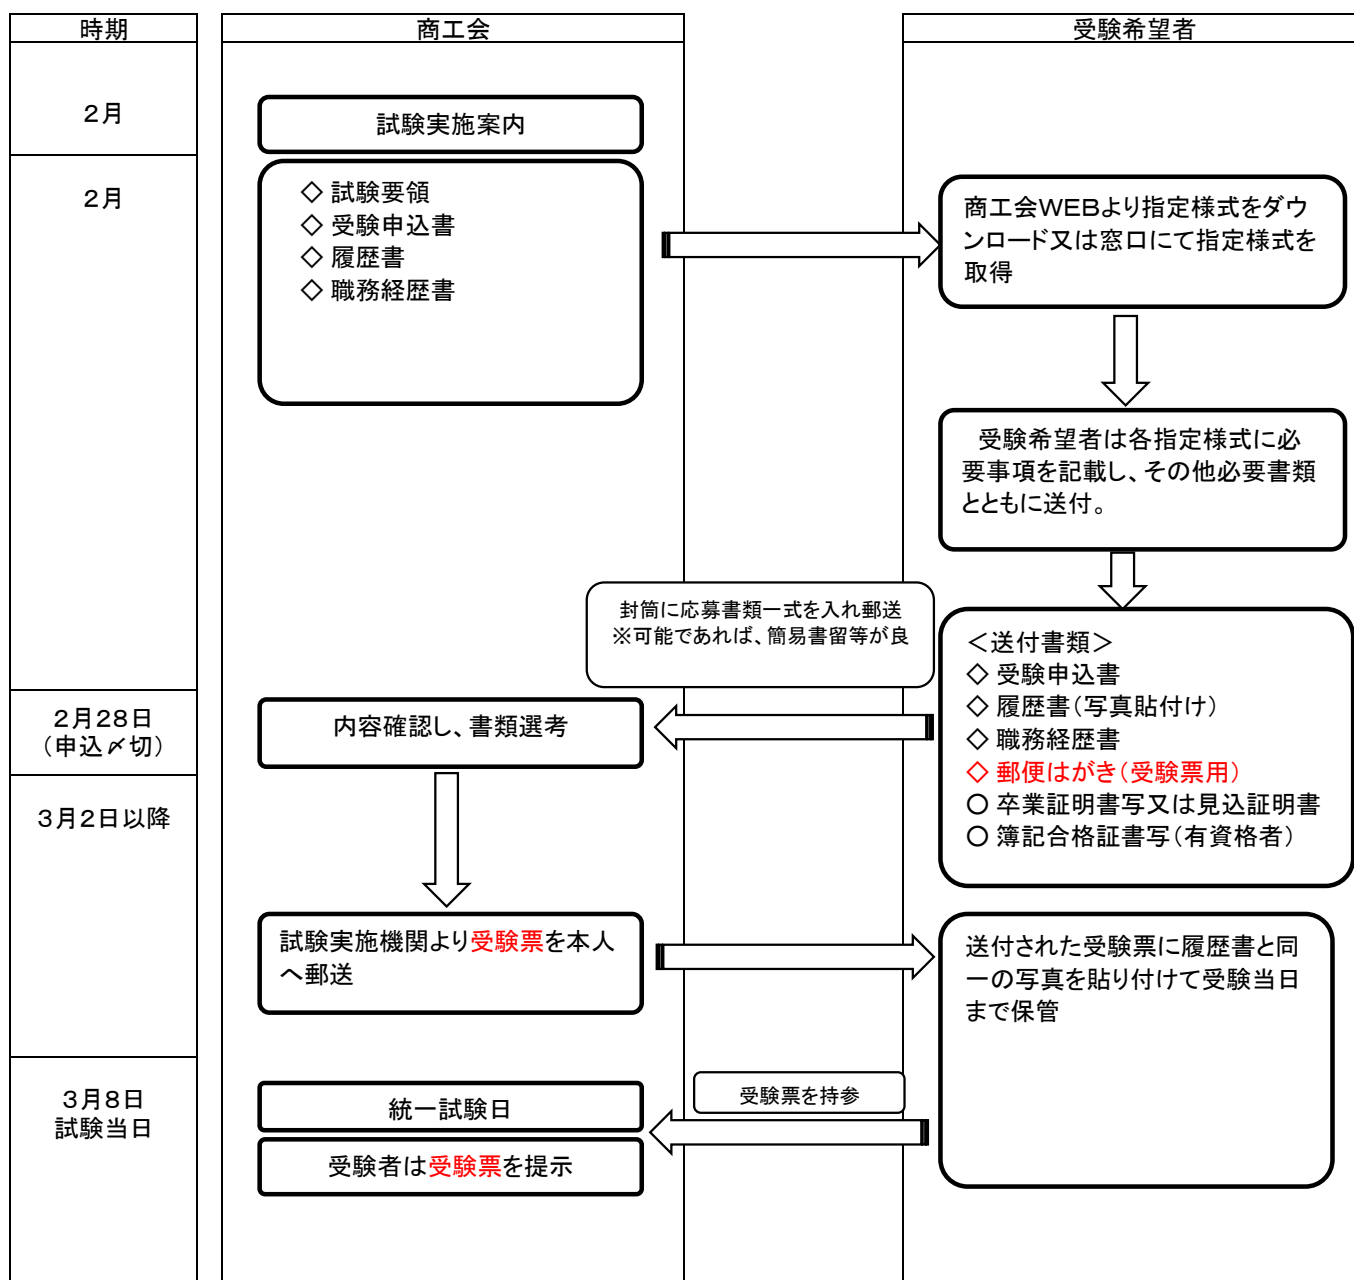 時期
商工会
受験希望者
２月
試験実施案内
２月
◇ 試験要領
◇ 受験申込書
◇ 履歴書
◇ 職務経歴書
商工会ＷＥＢより指定様式をダウ
ンロード又は窓口にて指定様式を
取得
受験希望者は各指定様式に必
要事項を記載し、その他必要書類
とともに送付。
封筒に応募書類一式を入れ郵送
※可能であれば、簡易書留等が良
＜送付書類＞
◇ 受験申込書
◇ 履歴書（写真貼付け）
◇ 職務経歴書
◇ 郵便はがき（受験票用）
○ 卒業証明書写又は見込証明書
○ 簿記合格証書写（有資格者）
２月２８日
（申込〆切）
内容確認し、書類選考
３月２日以降
試験実施機関より受験票を本人
へ郵送
送付された受験票に履歴書と同
一の写真を貼り付けて受験当日
まで保管
３月８日
試験当日
統一試験日
受験票を持参
受験者は受験票を提示